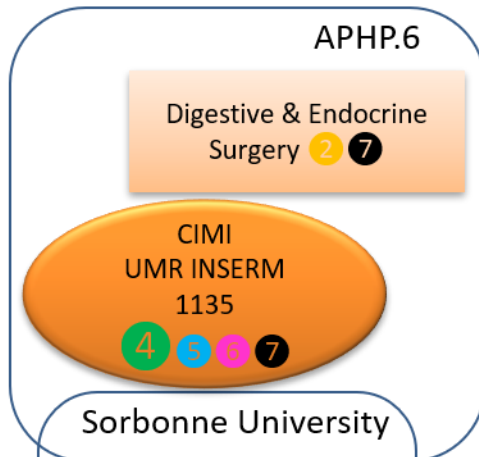 APHP.6
Digestive & Endocrine
Surgery 2 7
CIMI
UMR INSERM
1135
4 5 6 7
Sorbonne University